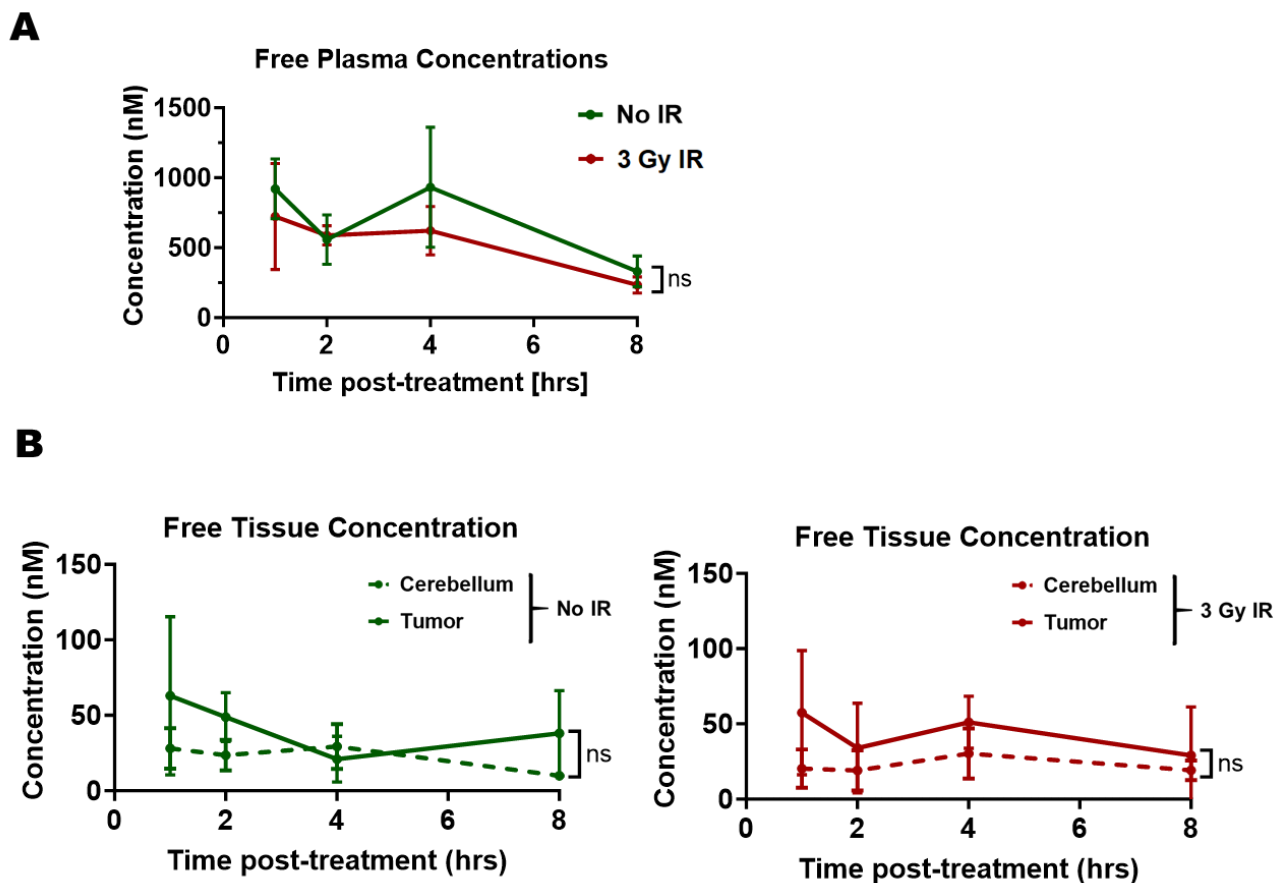 A
Free Plasma Concentrations
Concentration (nM)
1500
1000
500
0
No IR
3 Gy IR
ns
0 2 4 6 8
Time post-treatment [hrs]
B
Free Tissue Concentration
Concentration (nM)
150
100
50
0
Cerebellum
Tumor
No IR
ns
0 2 4 6 8
Time post-treatment (hrs)
Free Tissue Concentration
Concentration (nM)
150
100
50
0
Cerebellum
Tumor
3 Gy IR
ns
0 2 4 6 8
Time post-treatment (hrs)